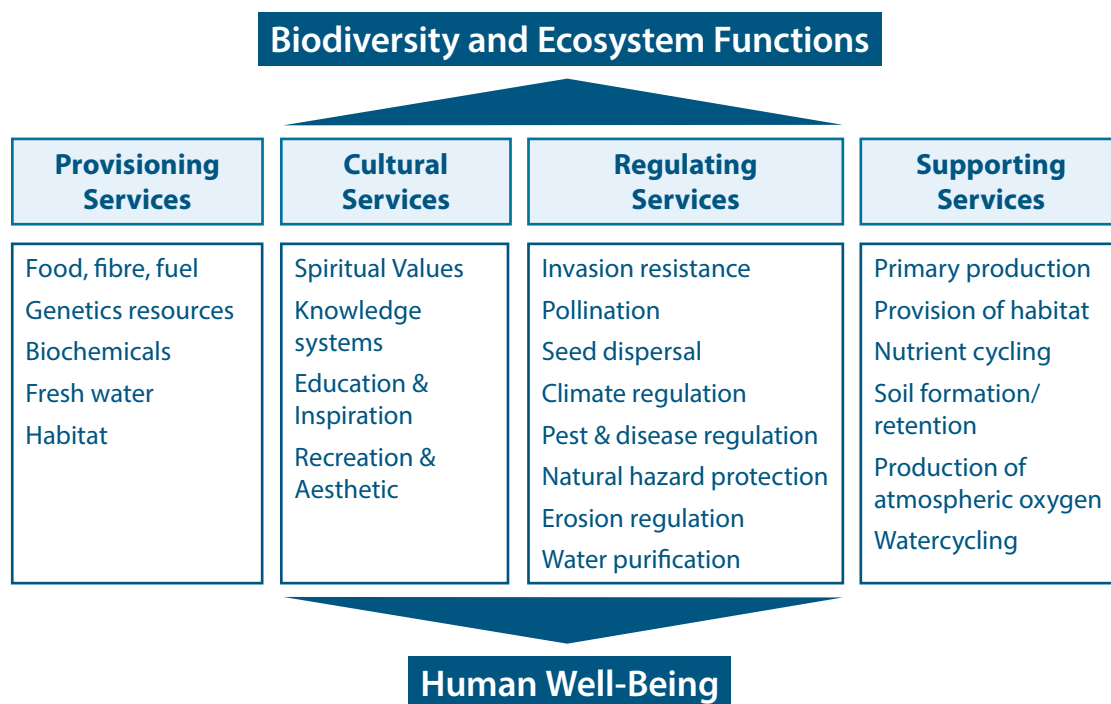 Biodiversity and Ecosystem Functions
Provisioning
Services
Cultural
Services
Regulating
Services
Supporting
Services
Food, fibre, fuel
Genetics resources
Biochemicals
Fresh water
Habitat
Spiritual Values
Knowledge
systems
Education &
Inspiration
Recreation &
Aesthetic
Invasion resistance
Pollination
Seed dispersal
Climate regulation
Pest & disease regulation
Natural hazard protection
Erosion regulation
Water purification
Primary production
Provision of habitat
Nutrient cycling
Soil formation/
retention
Production of
atmospheric oxygen
Watercycling
Human Well-Being